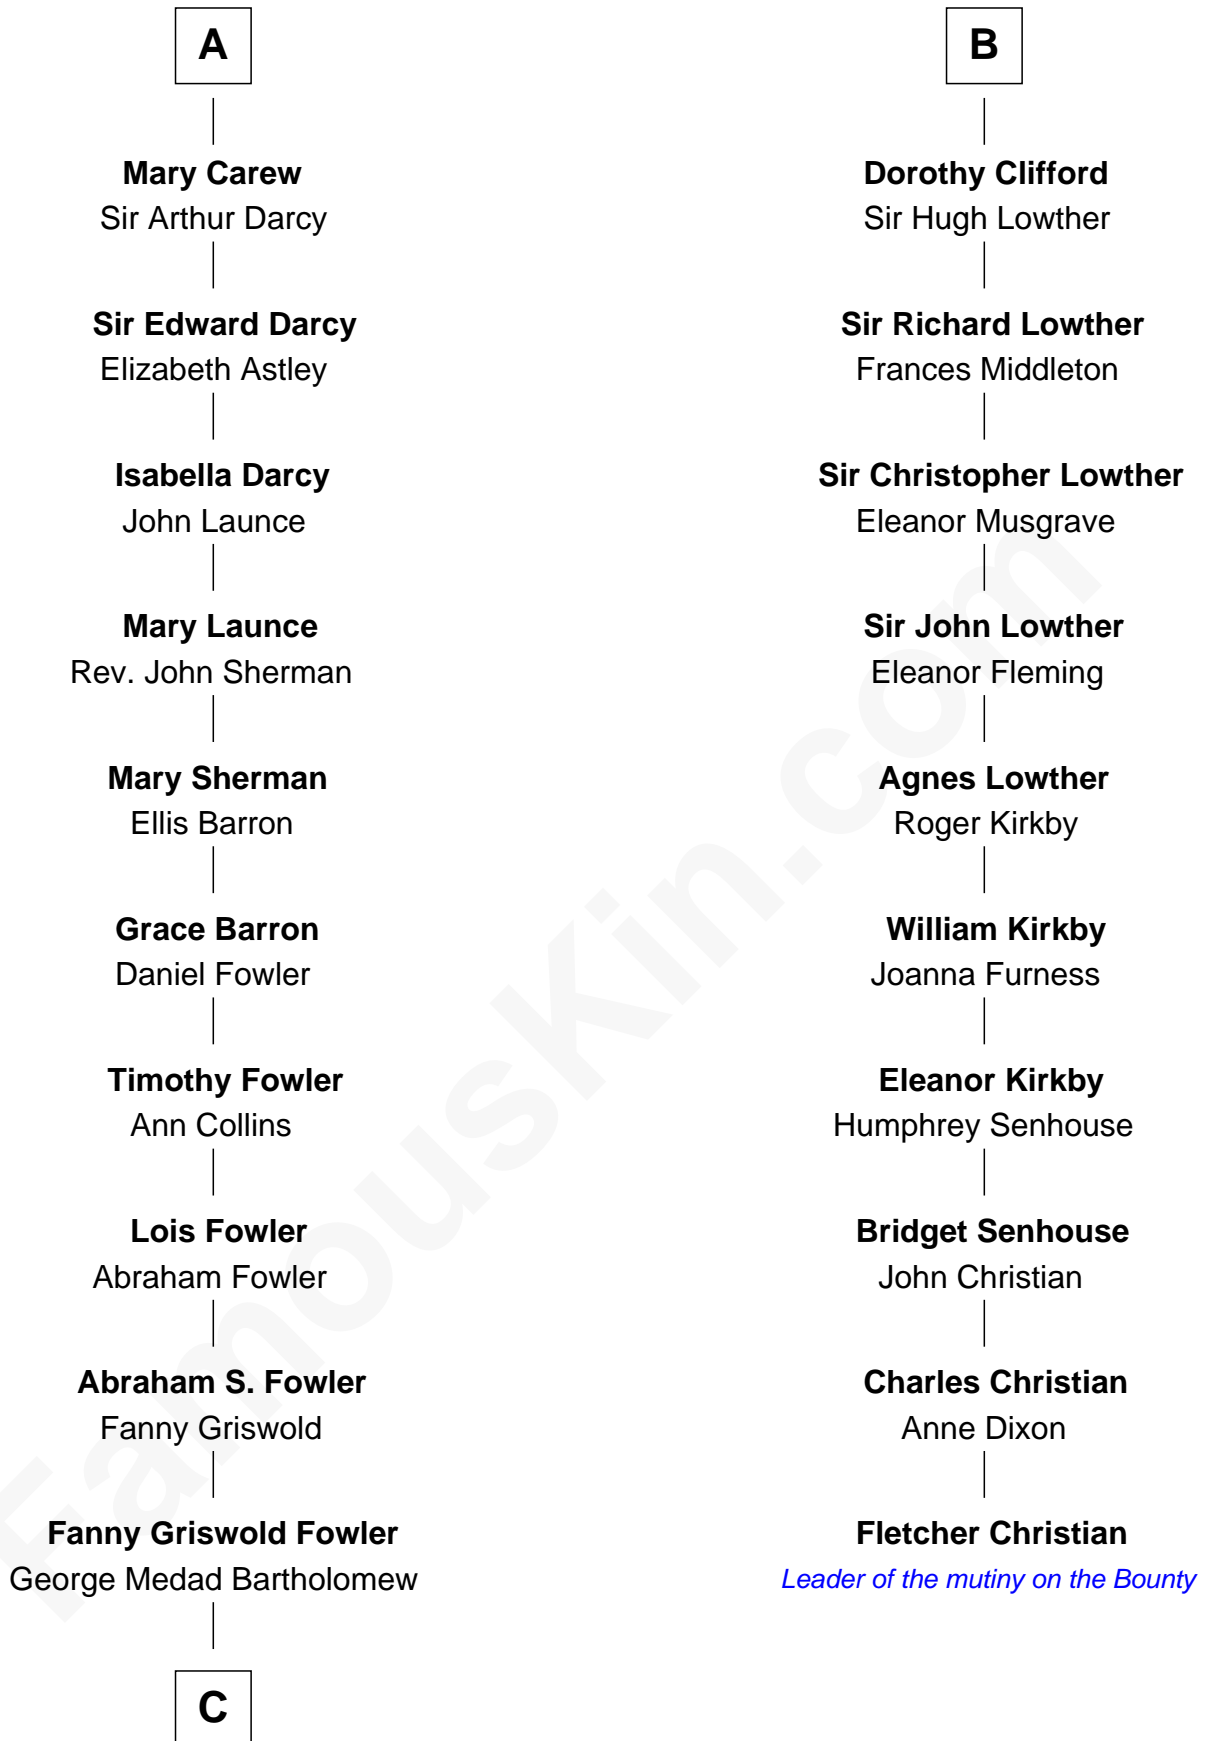 A
Mary Carew
Sir Arthur Darcy
Sir Edward Darcy
Elizabeth Astley
Isabella Darcy
John Launce
Mary Launce
Rev. John Sherman
Mary Sherman
Ellis Barron
Grace Barron
Daniel Fowler
Timothy Fowler
Ann Collins
Lois Fowler
Abraham Fowler
Abraham S. Fowler
Fanny Griswold
Fanny Griswold Fowler
George Medad Bartholomew
C
B
Dorothy Clifford
Sir Hugh Lowther
Sir Richard Lowther
Frances Middleton
Sir Christopher Lowther
Eleanor Musgrave
Sir John Lowther
Eleanor Fleming
Agnes Lowther
Roger Kirkby
William Kirkby
Joanna Furness
Eleanor Kirkby
Humphrey Senhouse
Bridget Senhouse
John Christian
Charles Christian
Anne Dixon
Fletcher Christian
Leader of the mutiny on the Bounty
FamousKin.com